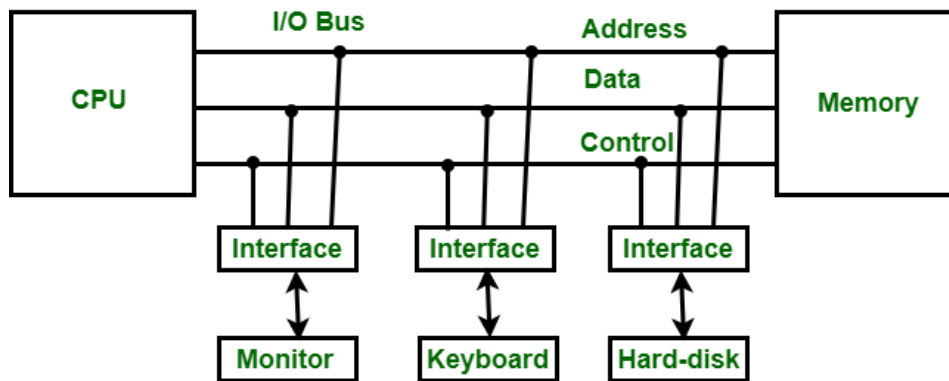 I/O Bus
Address
CPU
Data
Memory
Control
Interface
Interface
Interface
Monitor
Keyboard
Hard-disk